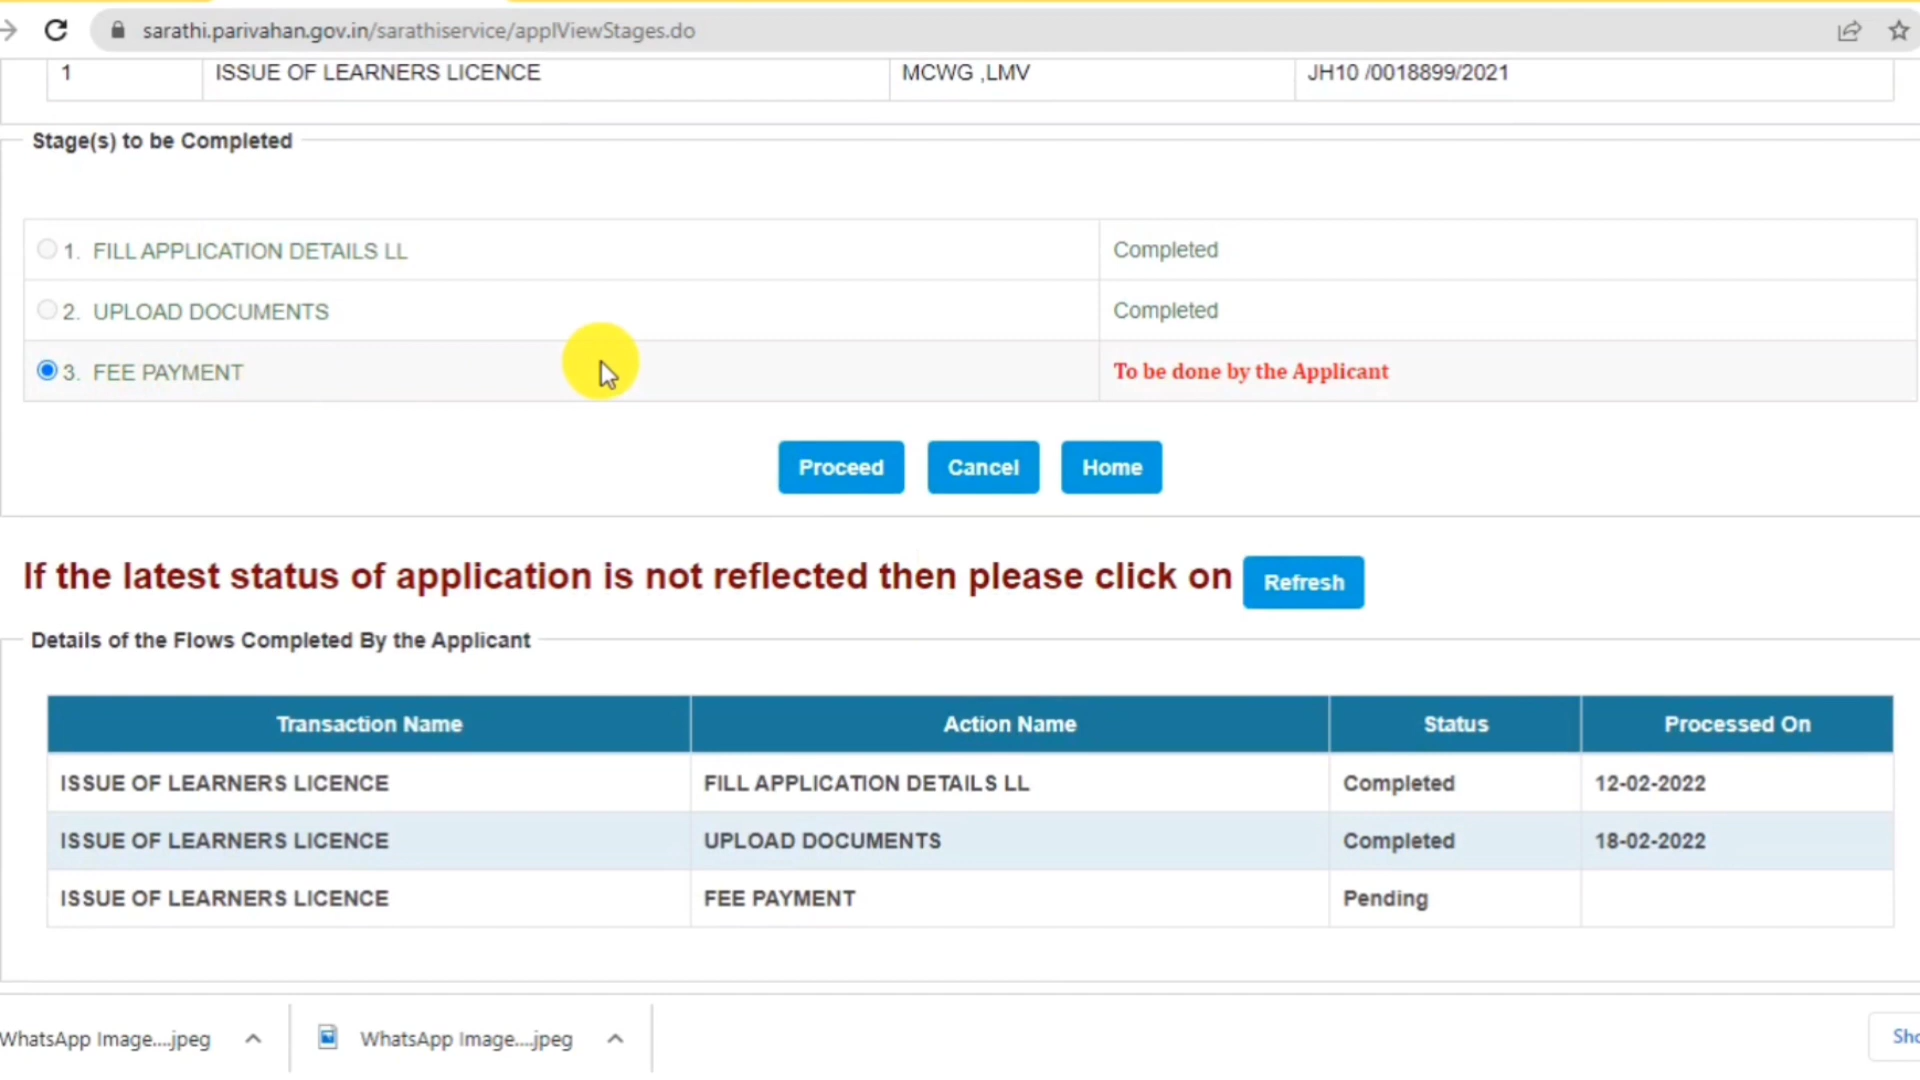 sarathi.parivahan.gov.in/sarathiservice/applViewStages.do
1 ISSUE OF LEARNERS LICENCE MCWG ,LMV JH10 /0018899/2021
Stage(s) to be Completed
1. FILL APPLICATION DETAILS LL Completed
2. UPLOAD DOCUMENTS Completed
3. FEE PAYMENT To be done by the Applicant
Proceed Cancel Home
If the latest status of application is not reflected then please click on Refresh
Details of the Flows Completed By the Applicant
Transaction Name Action Name Status Processed On
ISSUE OF LEARNERS LICENCE FILL APPLICATION DETAILS LL Completed 12-02-2022
ISSUE OF LEARNERS LICENCE UPLOAD DOCUMENTS Completed 18-02-2022
ISSUE OF LEARNERS LICENCE FEE PAYMENT Pending
WhatsApp Image....jpeg WhatsApp Image....jpeg